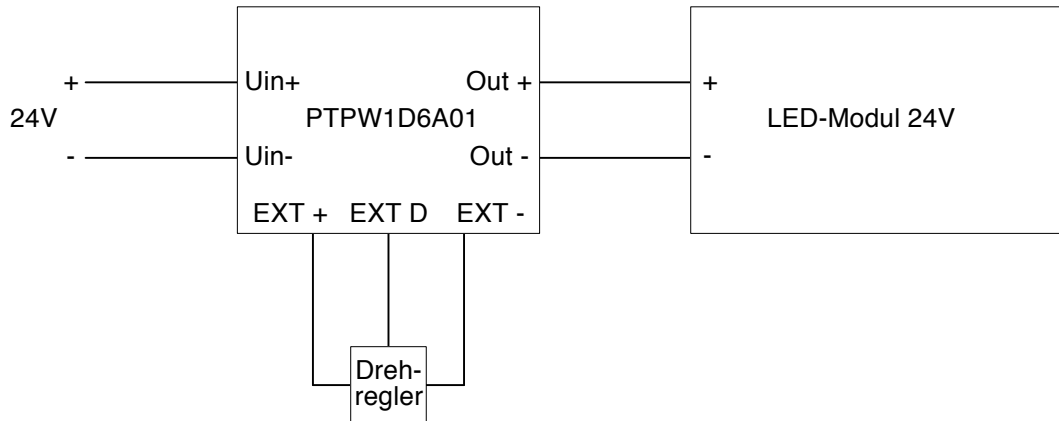 + Uin+ Out + +
24V PTPW1D6A01 LED-Modul 24V
- Uin- Out - -
EXT + EXT D EXT -
Dreh-
regler